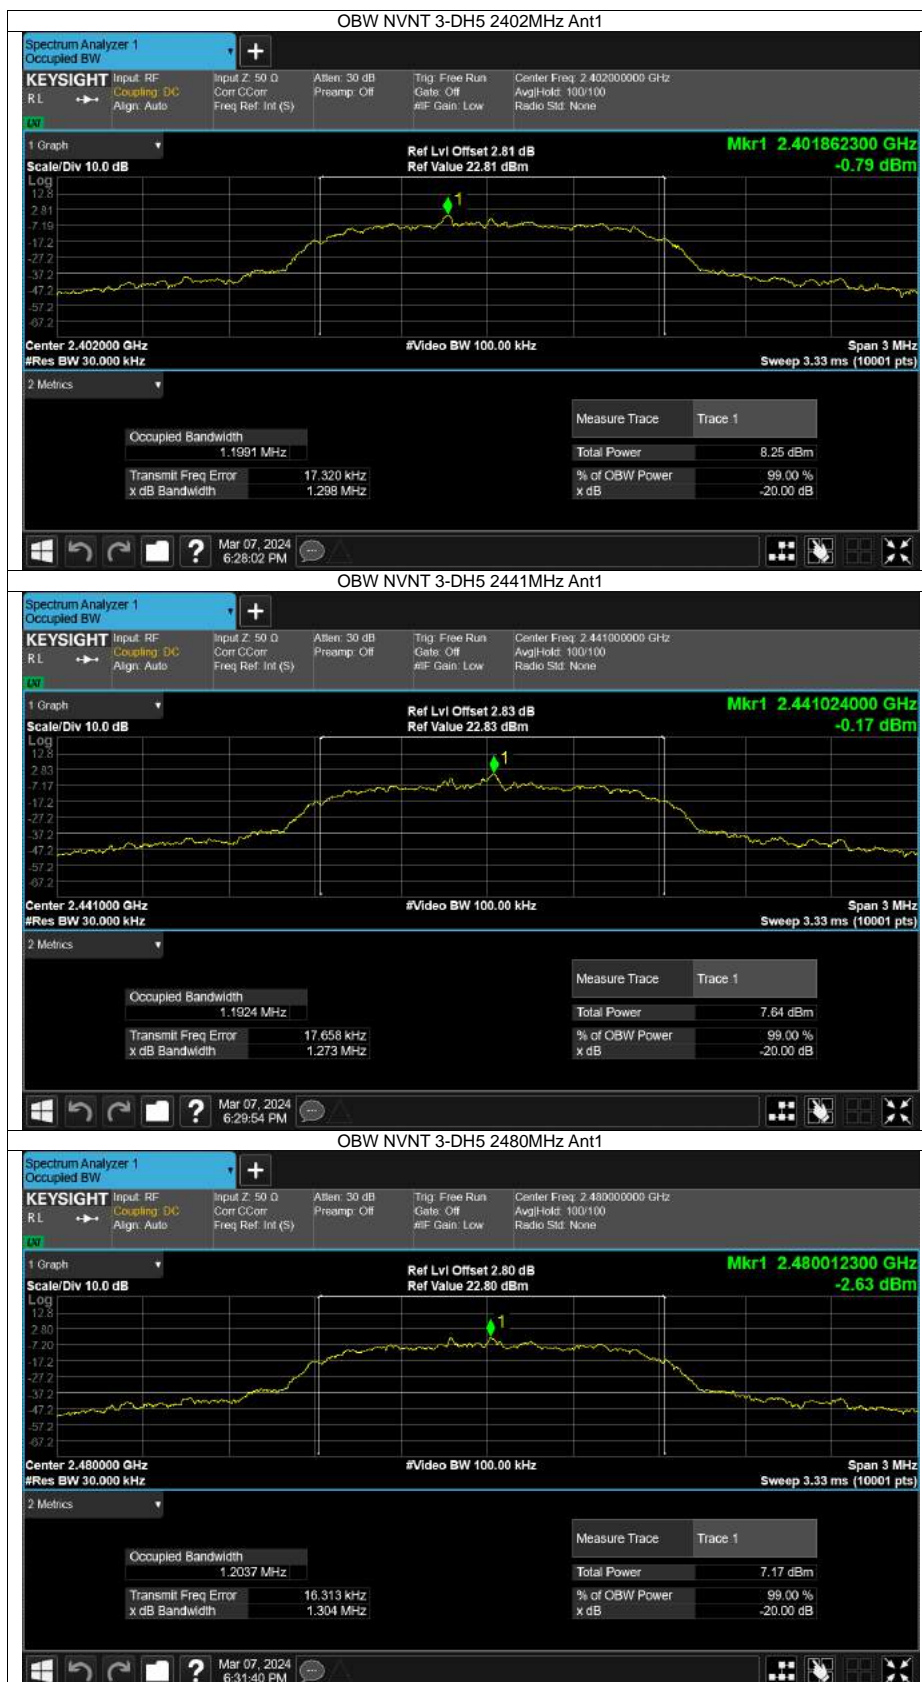 OBW NVNT 3-DH5 2402MHz Ant1
Spectrum Analyzer 1
Occupied BW
KEYSIGHT Input: RF Input Z: 50 Ω Atten: 30 dB Trig: Free Run Center Freq: 2.402000000 GHz
RL Coupling: DC Corr CCorr Preamp: Off Gate: Off Avg|Hold: 100/100
Align: Auto Freq Ref: Int (S) #IF Gain: Low Radio Std: None
LXI
1 Graph Ref Lvl Offset 2.81 dB Mkr1 2.401862300 GHz
Scale/Div 10.0 dB Ref Value 22.81 dBm -0.79 dBm
Log
12.8
1
2.81
-7.19
-17.2
-27.2
-37.2
-47.2
-57.2
-67.2
Center 2.402000 GHz #Video BW 100.00 kHz Span 3 MHz
#Res BW 30.000 kHz Sweep 3.33 ms (10001 pts)
2 Metrics
Measure Trace Trace 1
Occupied Bandwidth
1.1991 MHz Total Power 8.25 dBm
Transmit Freq Error 17.320 kHz % of OBW Power 99.00 %
x dB Bandwidth 1.298 MHz x dB -20.00 dB
? Mar 07, 2024
6:28:02 PM
OBW NVNT 3-DH5 2441MHz Ant1
Spectrum Analyzer 1
Occupied BW
KEYSIGHT Input: RF Input Z: 50 Ω Atten: 30 dB Trig: Free Run Center Freq: 2.441000000 GHz
RL Coupling: DC Corr CCorr Preamp: Off Gate: Off Avg|Hold: 100/100
Align: Auto Freq Ref: Int (S) #IF Gain: Low Radio Std: None
LXI
1 Graph Ref Lvl Offset 2.83 dB Mkr1 2.441024000 GHz
Scale/Div 10.0 dB Ref Value 22.83 dBm -0.17 dBm
Log
12.8
1
2.83
-7.17
-17.2
-27.2
-37.2
-47.2
-57.2
-67.2
Center 2.441000 GHz #Video BW 100.00 kHz Span 3 MHz
#Res BW 30.000 kHz Sweep 3.33 ms (10001 pts)
2 Metrics
Measure Trace Trace 1
Occupied Bandwidth
1.1924 MHz Total Power 7.64 dBm
Transmit Freq Error 17.658 kHz % of OBW Power 99.00 %
x dB Bandwidth 1.273 MHz x dB -20.00 dB
? Mar 07, 2024
6:29:54 PM
OBW NVNT 3-DH5 2480MHz Ant1
Spectrum Analyzer 1
Occupied BW
KEYSIGHT Input: RF Input Z: 50 Ω Atten: 30 dB Trig: Free Run Center Freq: 2.480000000 GHz
RL Coupling: DC Corr CCorr Preamp: Off Gate: Off Avg|Hold: 100/100
Align: Auto Freq Ref: Int (S) #IF Gain: Low Radio Std: None
LXI
1 Graph Ref Lvl Offset 2.80 dB Mkr1 2.480012300 GHz
Scale/Div 10.0 dB Ref Value 22.80 dBm -2.63 dBm
Log
12.8
1
2.80
-7.20
-17.2
-27.2
-37.2
-47.2
-57.2
-67.2
Center 2.480000 GHz #Video BW 100.00 kHz Span 3 MHz
#Res BW 30.000 kHz Sweep 3.33 ms (10001 pts)
2 Metrics
Measure Trace Trace 1
Occupied Bandwidth
1.2037 MHz Total Power 7.17 dBm
Transmit Freq Error 16.313 kHz % of OBW Power 99.00 %
x dB Bandwidth 1.304 MHz x dB -20.00 dB
? Mar 07, 2024
6:31:40 PM